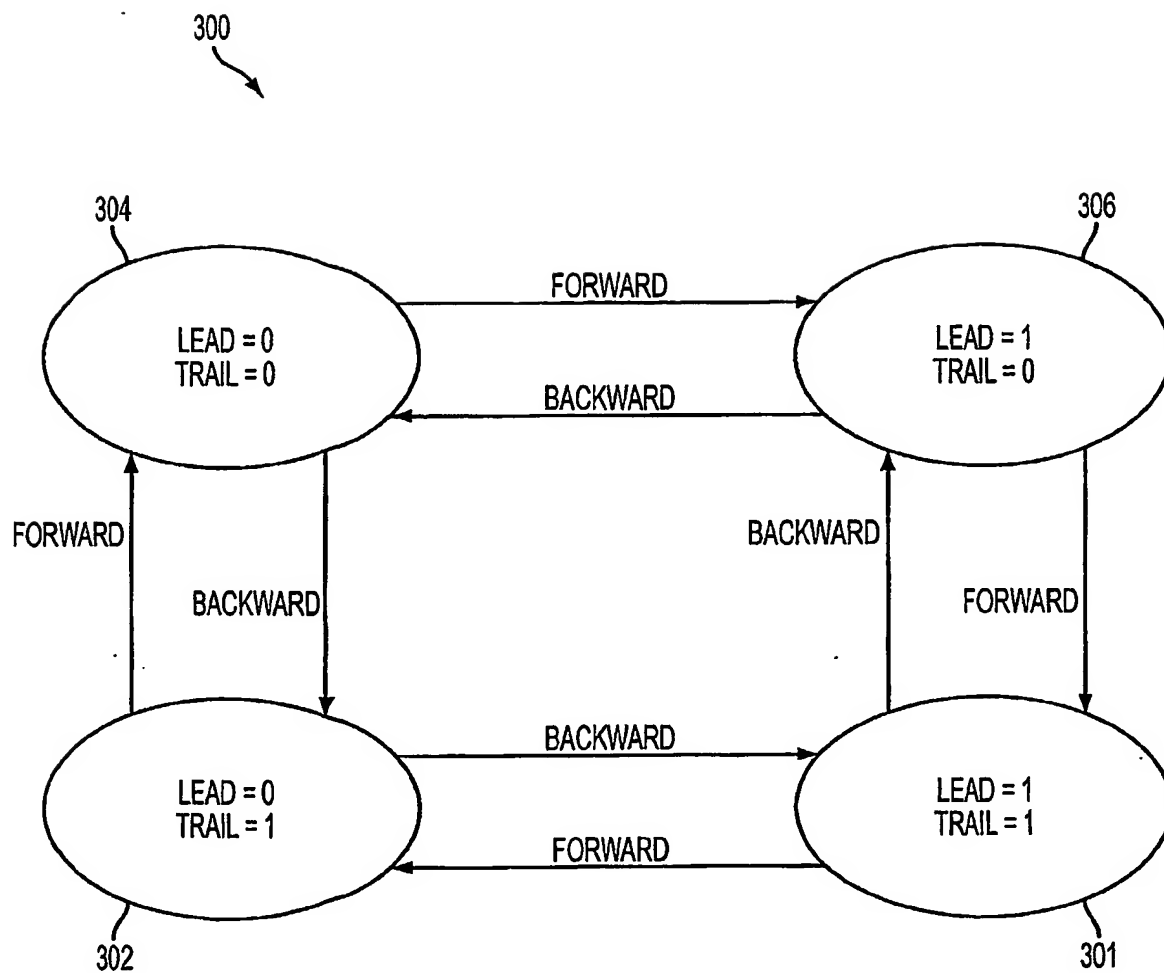 300
304
306
FORWARD
LEAD = 0
TRAIL = 0
LEAD = 1
TRAIL = 0
BACKWARD
FORWARD
BACKWARD
BACKWARD
FORWARD
BACKWARD
LEAD = 0
TRAIL = 1
LEAD = 1
TRAIL = 1
FORWARD
302
301